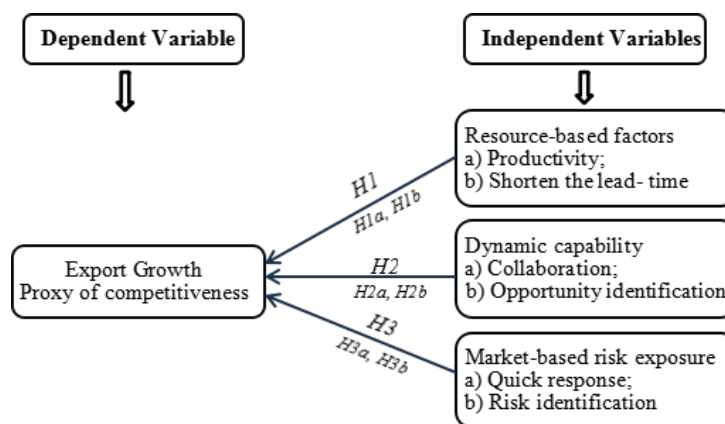 Dependent Variable
Independent Variables
Resource-based factors
a) Productivity;
b) Shorten the lead- time
H1
H1a, H1b
Export Growth
Proxy of competitiveness
H2
H2a, H2b
Dynamic capability
a) Collaboration;
b) Opportunity identification
H3
H3a, H3b
Market-based risk exposure
a) Quick response;
b) Risk identification